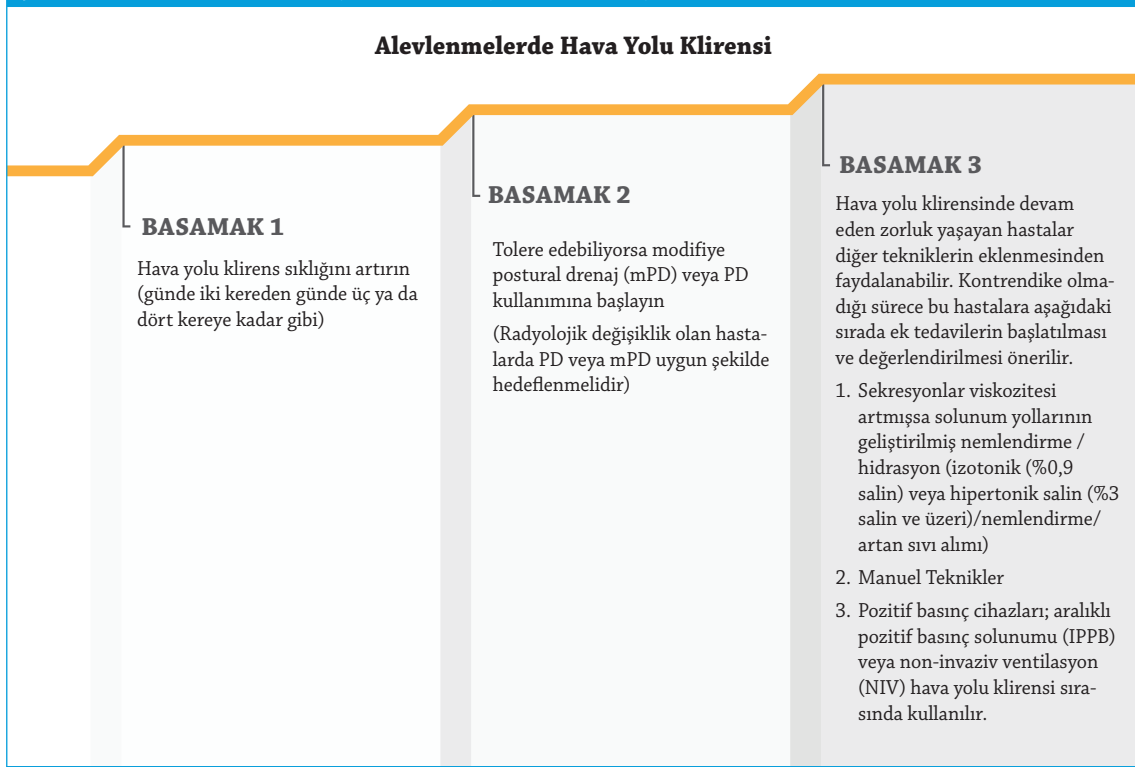 Alevlenmelerde Hava Yolu Klirensi
BASAMAK 1
Hava yolu klirens sıklığını artırın
(günde iki kereden günde üç ya da
dört kereye kadar gibi)
BASAMAK 2
Tolere edebiliyorsa modifiye
postural drenaj (mPD) veya PD
kullanımına başlayın
(Radyolojik değişiklik olan hasta-
larda PD veya mPD uygun şekilde
hedeflenmelidir)
BASAMAK 3
Hava yolu klirensinde devam
eden zorluk yaşayan hastalar
diğer tekniklerin eklenmesinden
faydalanabilir. Kontrendike olma-
dığı sürece bu hastalara aşağıdaki
sırada ek tedavilerin başlatılması
ve değerlendirilmesi önerilir.
1. Sekresyonlar viskozitesi
artmışsa solunum yollarının
geliştirilmiş nemlendirme /
hidrasyon (izotonik (%0,9
salin) veya hipertonik salin (%3
salin ve üzeri)/nemlendirme/
artan sıvı alımı)
2. Manuel Teknikler
3. Pozitif basınç cihazları; aralıklı
pozitif basınç solunumu (IPPB)
veya non-invaziv ventilasyon
(NIV) hava yolu klirensi sıra-
sında kullanılır.